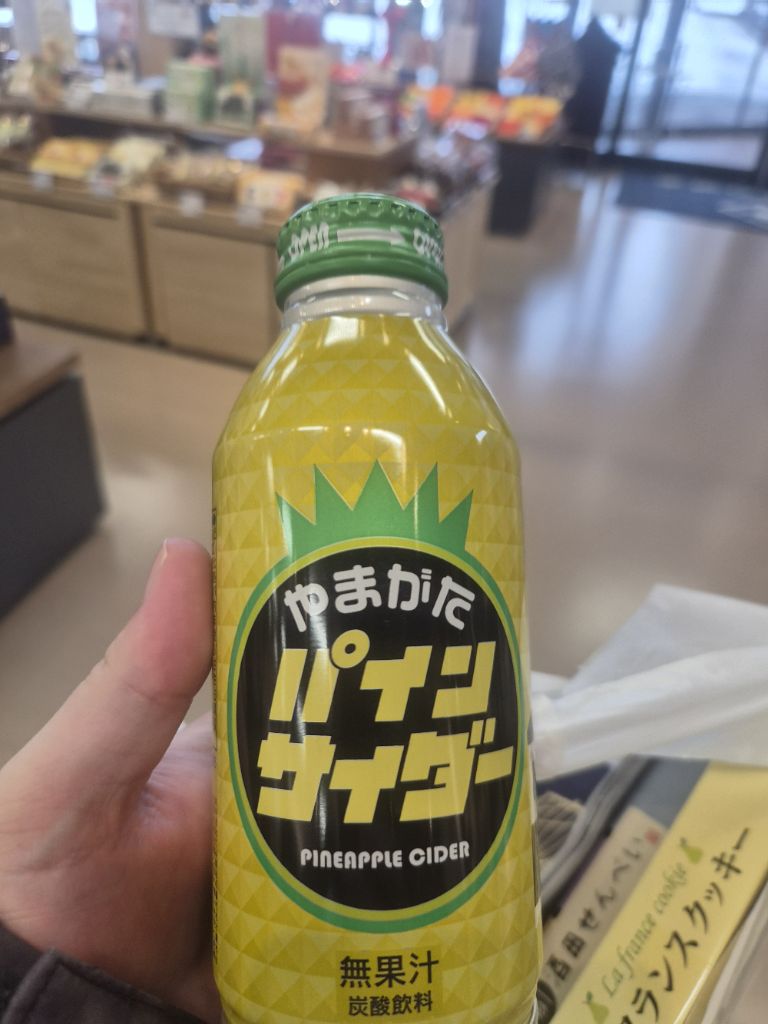 OPEN
やまがた
パイン
サイダー
PINEAPPLE CIDER
無果汁
炭酸飲料
せんべい
La france cookie
ランスクッキー